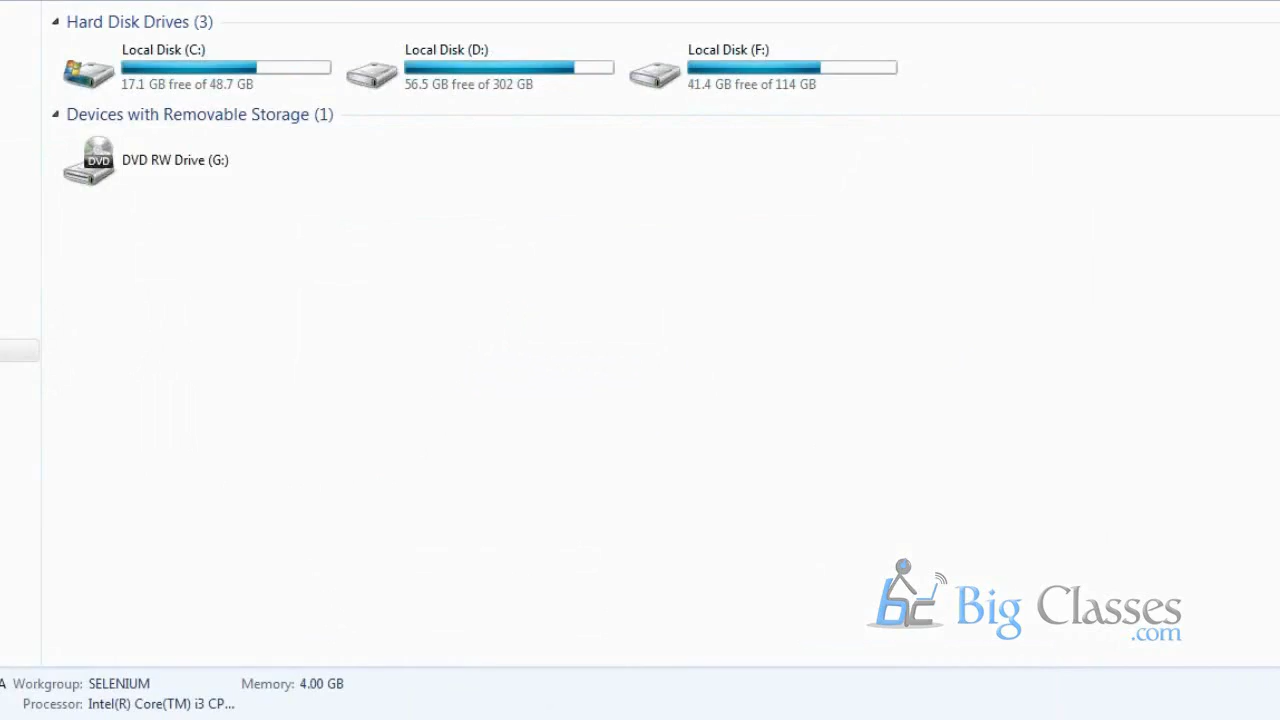 Hard Disk Drives (3)
Local Disk (C:)
17.1 GB free of 48.7 GB
Local Disk (D:)
56.5 GB free of 302 GB
Local Disk (F:)
41.4 GB free of 114 GB
Devices with Removable Storage (1)
DVD
DVD RW Drive (G:)
bc Big Classes
.com
A Workgroup: SELENIUM Memory: 4.00 GB
Processor: Intel(R) Core(TM) i3 CP...